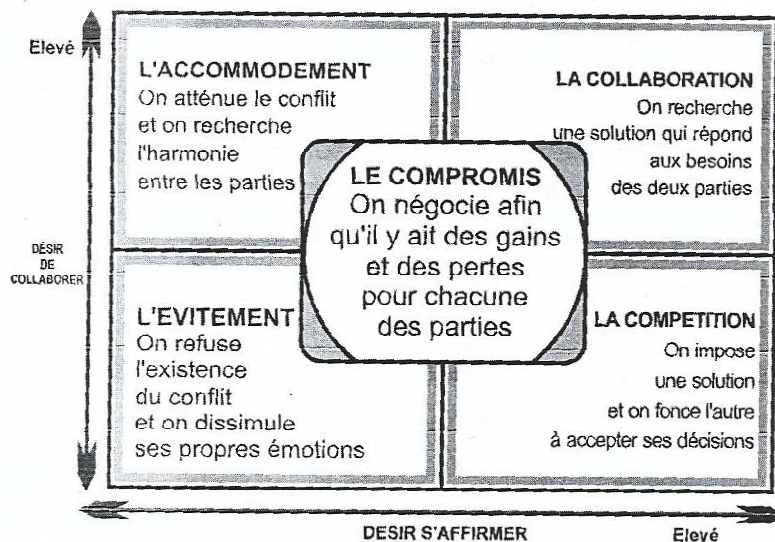 Elevé
L'ACCOMMODEMENT
On atténue le conflit
et on recherche
l'harmonie
entre les parties
LA COLLABORATION
On recherche
une solution qui répond
aux besoins
des deux parties
LE COMPROMIS
On négocie afin
qu'il y ait des gains
et des pertes
pour chacune
des parties
DÉSIR
DE
COLLABORER
L'EVITEMENT
On refuse
l'existence
du conflit
et on dissimule
ses propres émotions
LA COMPETITION
On impose
une solution
et on fonce l'autre
à accepter ses décisions
DESIR S'AFFIRMER
Elevé